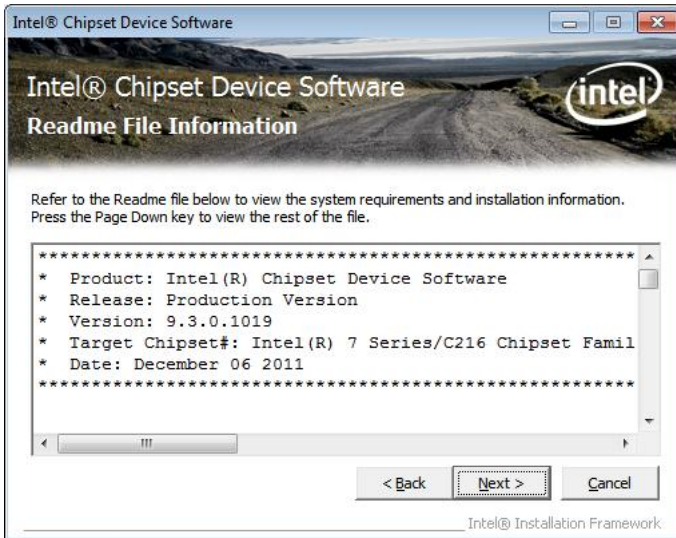 Intel® Chipset Device Software
Intel® Chipset Device Software
intel
Readme File Information
Refer to the Readme file below to view the system requirements and installation information.
Press the Page Down key to view the rest of the file.
*********************************************************
* Product: Intel(R) Chipset Device Software
* Release: Production Version
* Version: 9.3.0.1019
* Target Chipset#: Intel(R) 7 Series/C216 Chipset Famil
* Date: December 06 2011
*********************************************************
< Back
Next >
Cancel
Intel® Installation Framework